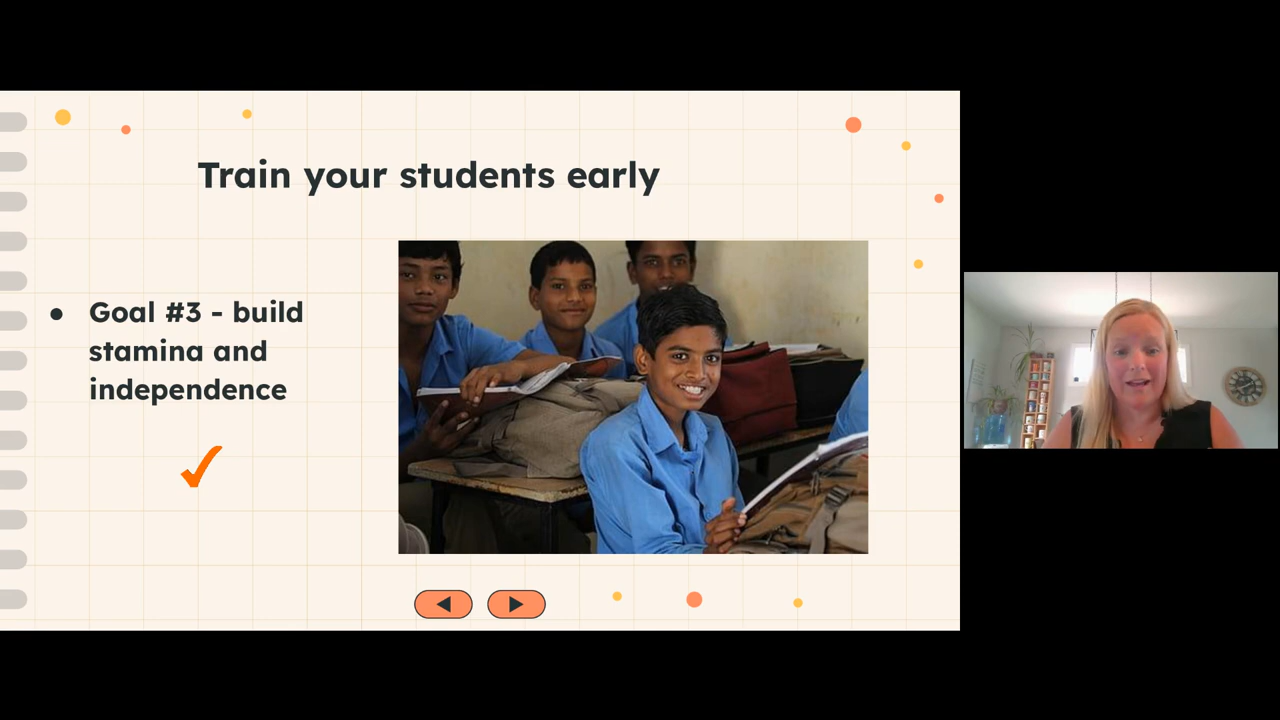 Train your students early
● Goal #3 - build
stamina and
independence